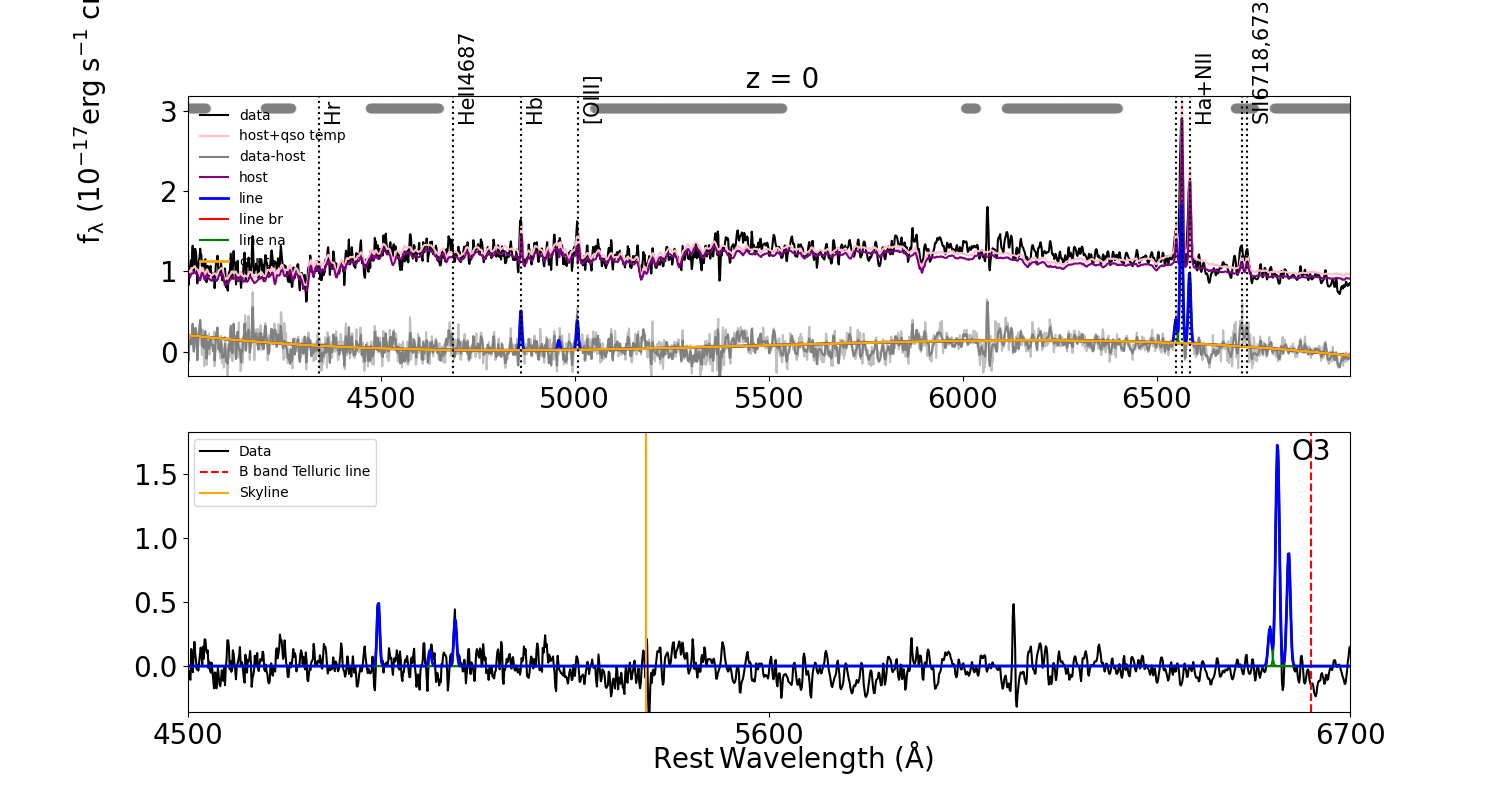 z = 0
f_λ (10^−17 erg s^−1
Hr
HeII4687
Hb
[OIII]
Ha+NII
SII6718,673
data
host+qso temp
data-host
host
line
line br
line na
3
2
1
0
4500 5000 5500 6000 6500
Data
B band Telluric line
Skyline
O3
1.5
1.0
0.5
0.0
4500 5600 6700
Rest Wavelength (Å)